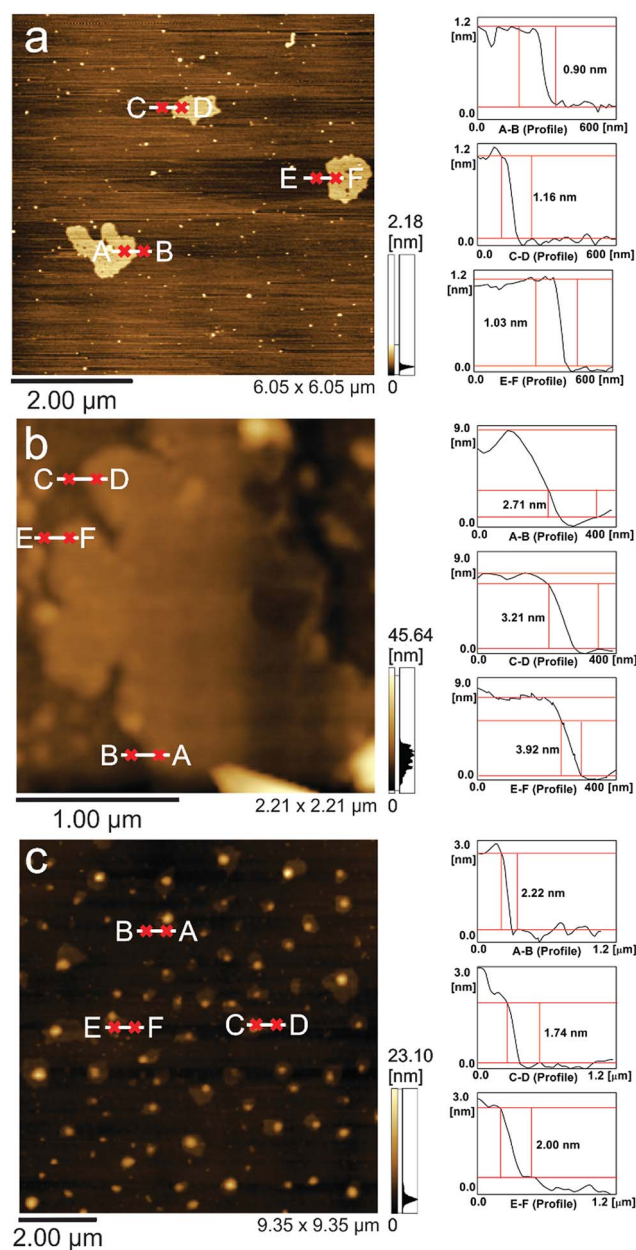 a
C D
E F
A B
2.00 µm
6.05 x 6.05 µm
2.18
[nm]
0
1.2
[nm]
0.90 nm
0.0
0.0 600 [nm]
A-B (Profile)
1.2
[nm]
1.16 nm
0.0
0.0 600 [nm]
C-D (Profile)
1.2
[nm]
1.03 nm
0.0
0.0 600 [nm]
E-F (Profile)
b
C D
E F
B A
1.00 µm
2.21 x 2.21 µm
45.64
[nm]
0
9.0
[nm]
2.71 nm
0.0
0.0 400 [nm]
A-B (Profile)
9.0
[nm]
3.21 nm
0.0
0.0 400 [nm]
C-D (Profile)
9.0
[nm]
3.92 nm
0.0
0.0 400 [nm]
E-F (Profile)
c
B A
E F
C D
2.00 µm
9.35 x 9.35 µm
23.10
[nm]
0
3.0
[nm]
2.22 nm
0.0
0.0 1.2 [µm]
A-B (Profile)
3.0
[nm]
1.74 nm
0.0
0.0 1.2 [µm]
C-D (Profile)
3.0
[nm]
2.00 nm
0.0
0.0 1.2 [µm]
E-F (Profile)